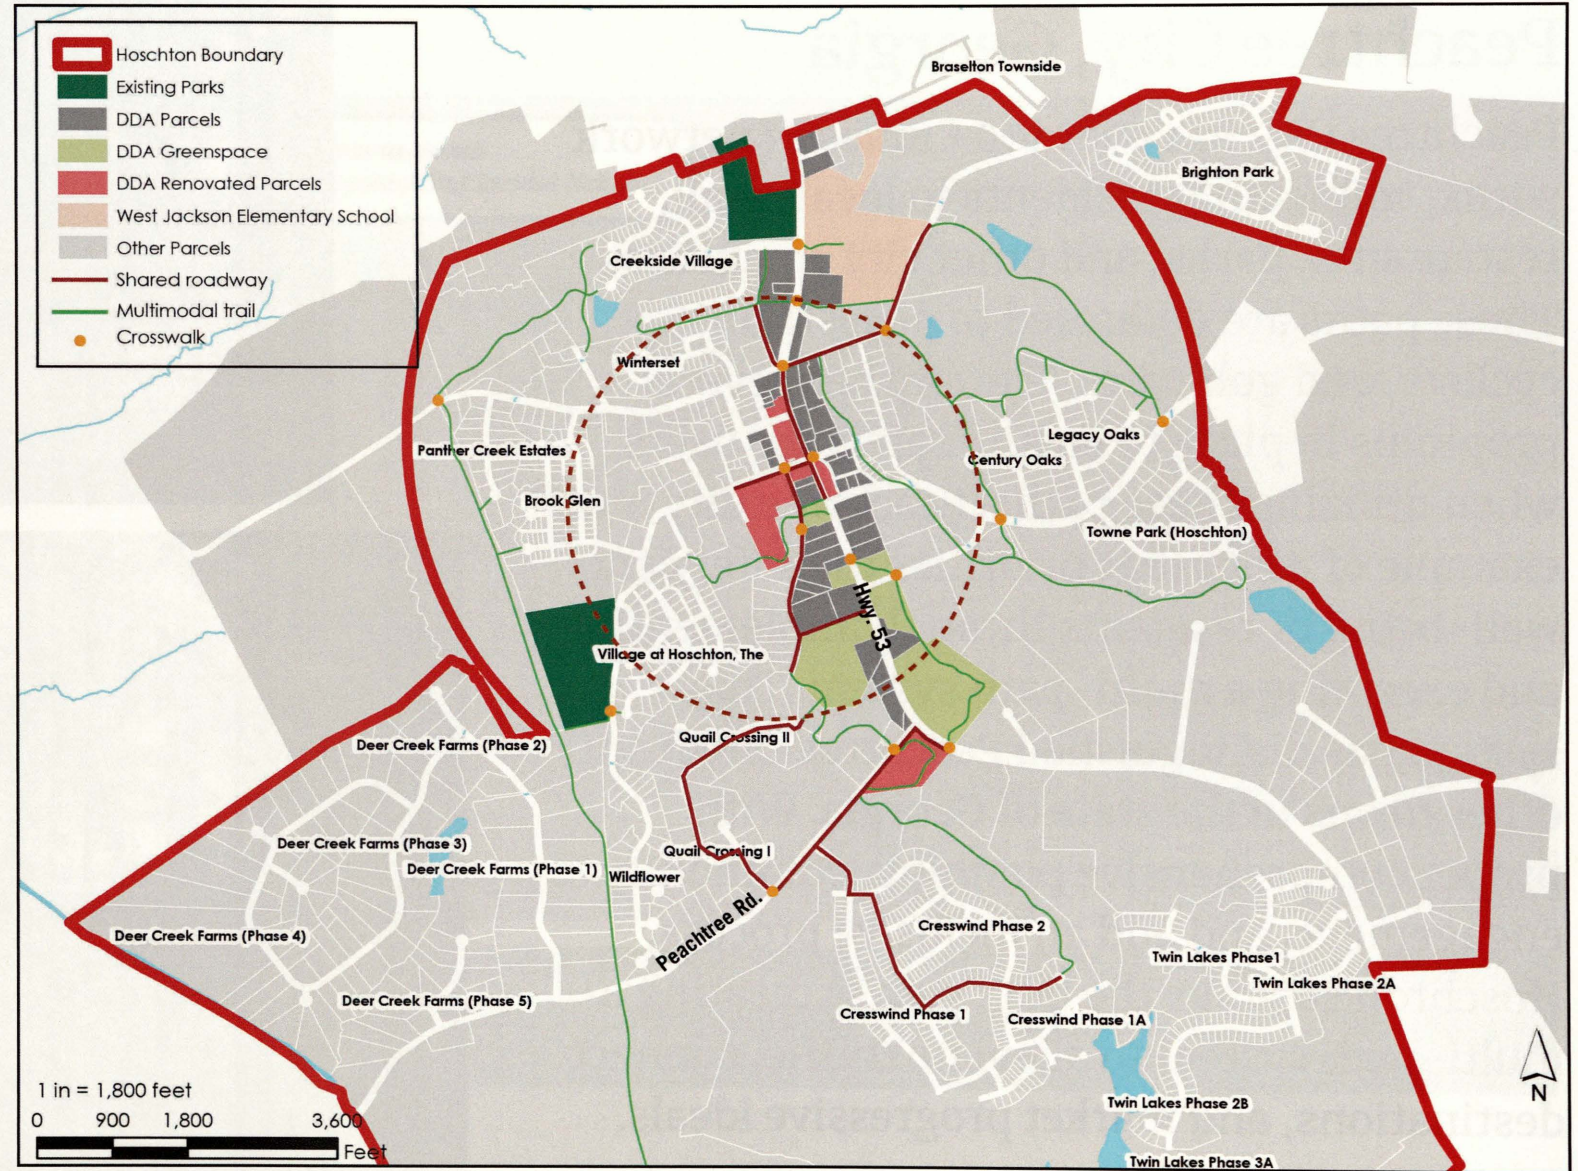 Hoschton Boundary
Existing Parks
DDA Parcels
DDA Greenspace
DDA Renovated Parcels
West Jackson Elementary School
Other Parcels
Shared roadway
Multimodal trail
Crosswalk
Braselton Townside
Brighton Park
Creekside Village
Winterset
Legacy Oaks
Panther Creek Estates
Century Oaks
Brook Glen
Towne Park (Hoschton)
Hwy. 53
Village at Hoschton, The
Quail Crossing II
Deer Creek Farms (Phase 2)
Deer Creek Farms (Phase 3)
Quail Crossing I
Deer Creek Farms (Phase 1)
Wildflower
Peachtree Rd.
Cresswind Phase 2
Deer Creek Farms (Phase 4)
Twin Lakes Phase1
Twin Lakes Phase 2A
Deer Creek Farms (Phase 5)
Cresswind Phase 1
Cresswind Phase 1A
1 in = 1,800 feet
0 900 1,800 3,600
Feet
N
Twin Lakes Phase 2B
Twin Lakes Phase 3A